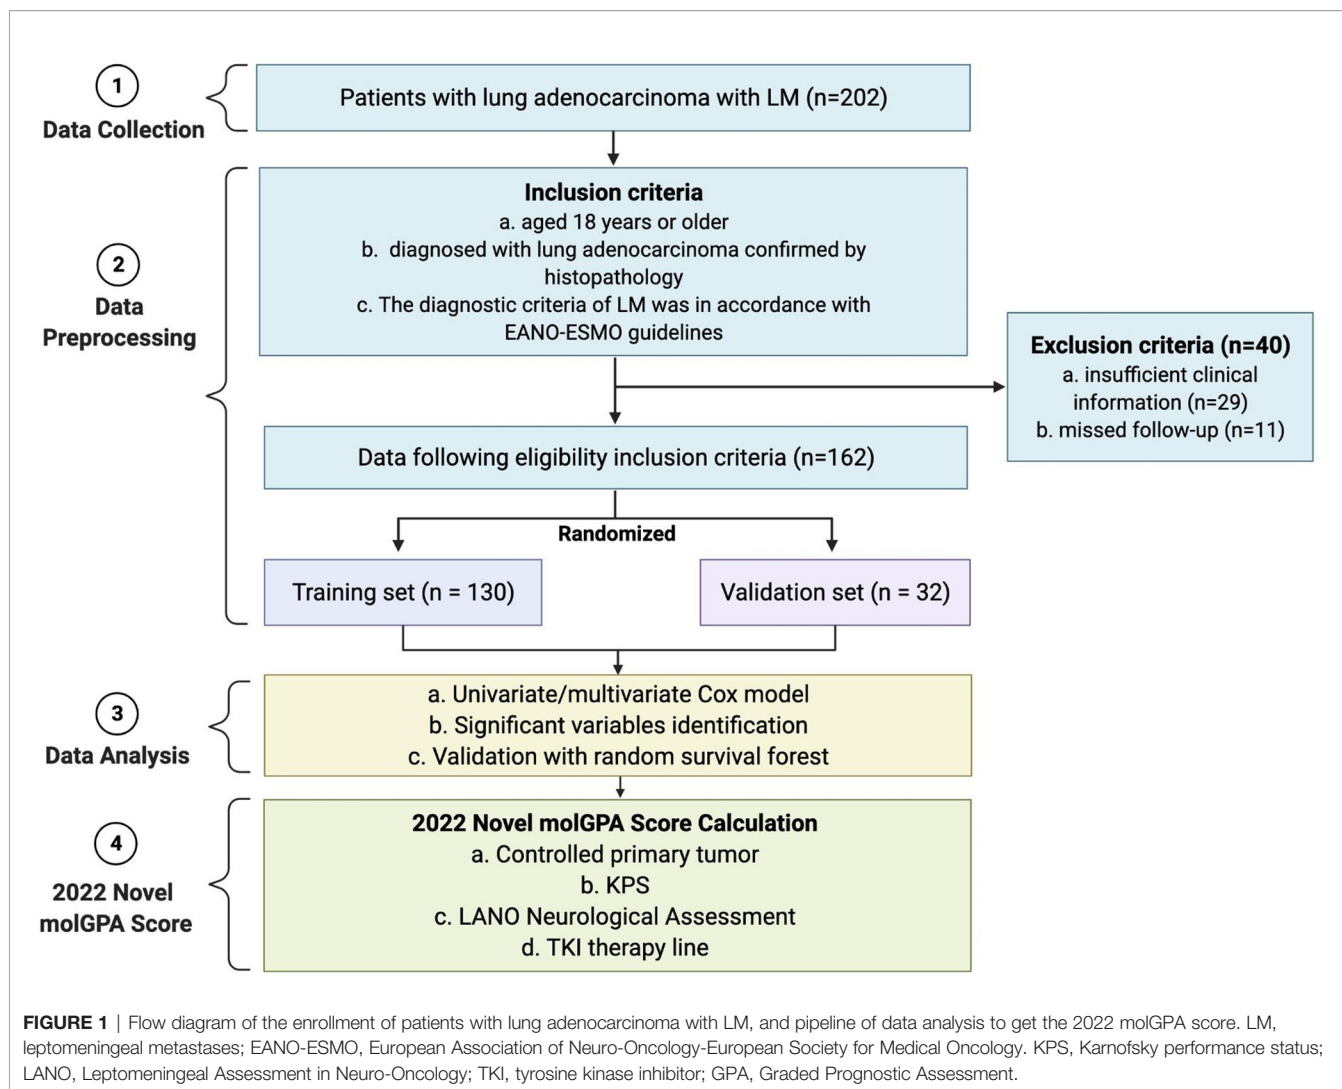 1
Data Collection
Patients with lung adenocarcinoma with LM (n=202)
2
Data
Preprocessing
Inclusion criteria
a. aged 18 years or older
b. diagnosed with lung adenocarcinoma confirmed by
histopathology
c. The diagnostic criteria of LM was in accordance with
EANO-ESMO guidelines
Exclusion criteria (n=40)
a. insufficient clinical
information (n=29)
b. missed follow-up (n=11)
Data following eligibility inclusion criteria (n=162)
Randomized
Training set (n = 130)
Validation set (n = 32)
3
Data Analysis
a. Univariate/multivariate Cox model
b. Significant variables identification
c. Validation with random survival forest
4
2022 Novel
molGPA Score
2022 Novel molGPA Score Calculation
a. Controlled primary tumor
b. KPS
c. LANO Neurological Assessment
d. TKI therapy line
FIGURE 1 | Flow diagram of the enrollment of patients with lung adenocarcinoma with LM, and pipeline of data analysis to get the 2022 molGPA score. LM,
leptomeningeal metastases; EANO-ESMO, European Association of Neuro-Oncology-European Society for Medical Oncology. KPS, Karnofsky performance status;
LANO, Leptomeningeal Assessment in Neuro-Oncology; TKI, tyrosine kinase inhibitor; GPA, Graded Prognostic Assessment.